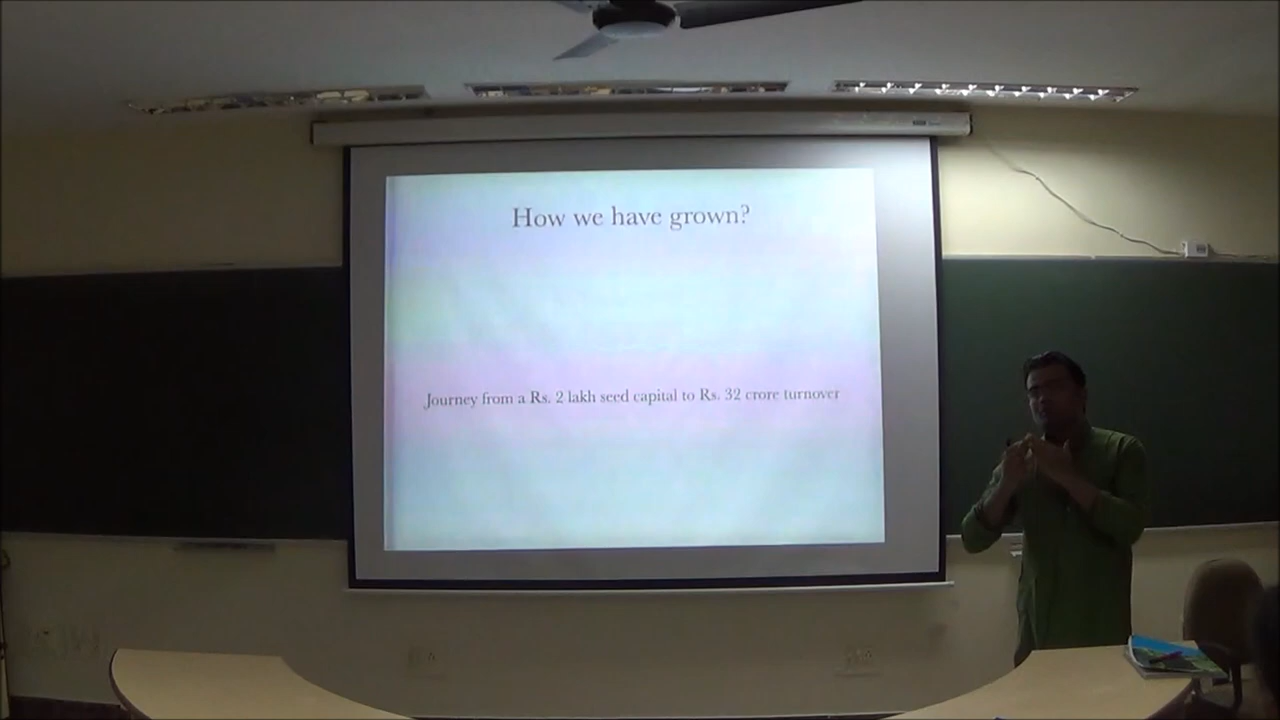 How we have grown?
Journey from a Rs. 2 lakh seed capital to Rs. 32 crore turnover